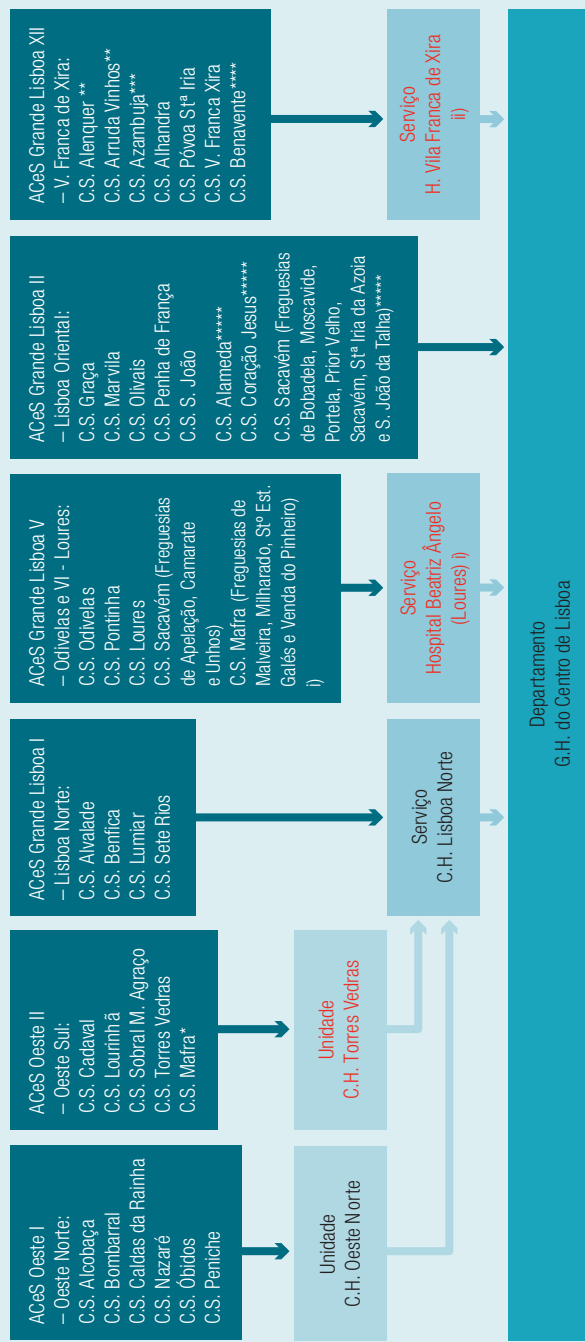 ACeS Oeste I
– Oeste Norte:
C.S. Alcobaça
C.S. Bombarral
C.S. Caldas da Rainha
C.S. Nazaré
C.S. Óbidos
C.S. Peniche
ACeS Oeste II
– Oeste Sul:
C.S. Cadaval
C.S. Lourinhã
C.S. Sobral M. Agraço
C.S. Torres Vedras
C.S. Mafra*
ACeS Grande Lisboa I
– Lisboa Norte:
C.S. Alvalade
C.S. Benfica
C.S. Lumiar
C.S. Sete Rios
ACeS Grande Lisboa V
– Odivelas e VI - Loures:
C.S. Odivelas
C.S. Pontinha
C.S. Loures
C.S. Sacavém (Freguesias
de Apelação, Camarate
e Unhos)
C.S. Mafra (Freguesias de
Malveira, Milharado, Stº Est.
Galés e Venda do Pinheiro)
i)
ACeS Grande Lisboa II
– Lisboa Oriental:
C.S. Graça
C.S. Marvila
C.S. Olivais
C.S. Penha de França
C.S. S. João
C.S. Alameda*****
C.S. Coração Jesus*****
C.S. Sacavém (Freguesias
de Bobadela, Moscavide,
Portela, Prior Velho,
Sacavém, Stª Iria da Azoia
e S. João da Talha)*****
ACeS Grande Lisboa XII
– V. Franca de Xira:
C.S. Alenquer **
C.S. Arruda Vinhos**
C.S. Azambuja***
C.S. Alhandra
C.S. Póvoa Stª Iria
C.S. V. Franca Xira
C.S. Benavente****
Unidade
C.H. Oeste Norte
Unidade
C.H. Torres Vedras
Serviço
C.H. Lisboa Norte
Serviço
Hospital Beatriz Ângelo
(Loures) i)
Serviço
H. Vila Franca de Xira
ii)
Departamento
G.H. do Centro de Lisboa